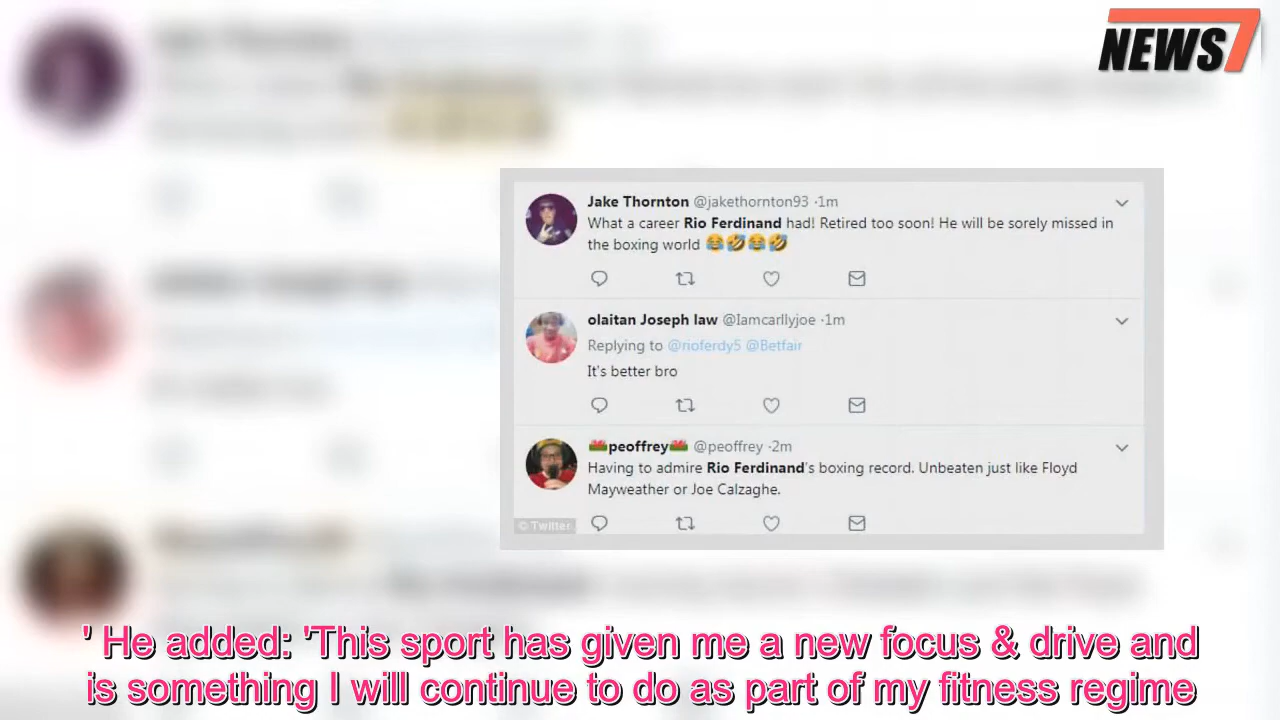 NEWS7
Jake Thornton @jakethornton93 ·1m
What a career Rio Ferdinand had! Retired too soon! He will be sorely missed in
the boxing world 😂🤣😂🤣
olaitan Joseph law @Iamcarllyjoe ·1m
Replying to @rioferdy5 @Betfair
It's better bro
🏴󠁧󠁢󠁷󠁬󠁳󠁿peoffrey🏴󠁧󠁢󠁷󠁬󠁳󠁿 @peoffrey ·2m
Having to admire Rio Ferdinand's boxing record. Unbeaten just like Floyd
Mayweather or Joe Calzaghe.
© Twitter
' He added: 'This sport has given me a new focus & drive and
is something I will continue to do as part of my fitness regime